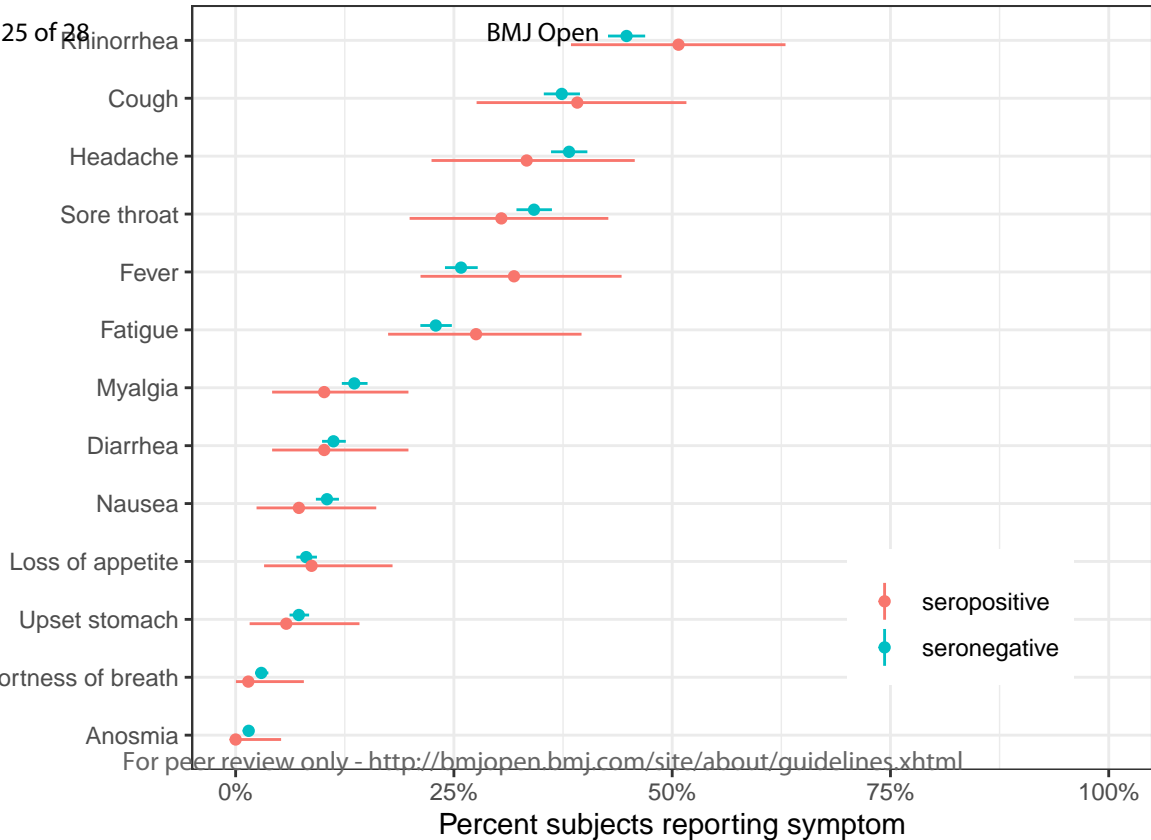 25 of 28
BMJ Open
Rhinorrhea
Cough
Headache
Sore throat
Fever
Fatigue
Myalgia
Diarrhea
Nausea
Loss of appetite
Upset stomach
ortness of breath
Anosmia
seropositive
seronegative
For peer review only - http://bmjopen.bmj.com/site/about/guidelines.xhtml
0% 25% 50% 75% 100%
Percent subjects reporting symptom